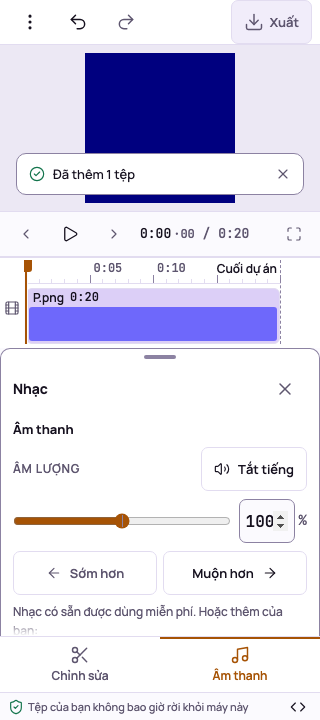 Xuất
Đã thêm 1 tệp
0:00·00 / 0:20
0:05 0:10 Cuối dự án
P.png 0:20
Nhạc
Âm thanh
ÂM LƯỢNG
Tắt tiếng
100 %
Sớm hơn
Muộn hơn
Nhạc có sẵn được dùng miễn phí. Hoặc thêm của
bạn:
Chỉnh sửa
Âm thanh
Tệp của bạn không bao giờ rời khỏi máy này